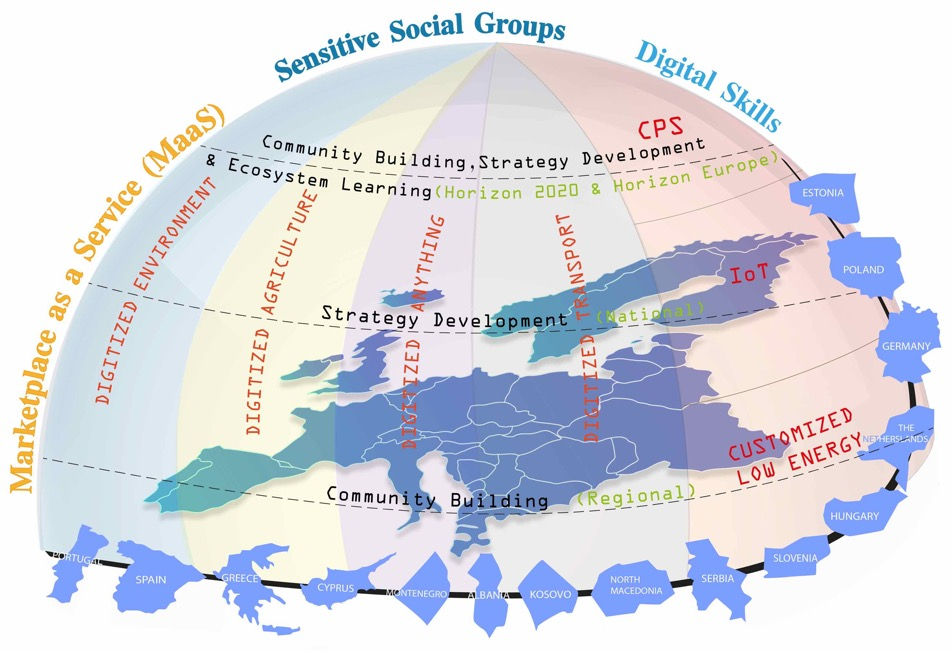 Sensitive Social Groups
Digital Skills
Marketplace as a Service (MaaS)
CPS
Community Building,Strategy Development
& Ecosystem Learning(Horizon 2020 & Horizon Europe)
DIGITIZED ENVIRONMENT
DIGITIZED AGRICULTURE
DIGITIZED ANYTHING
DIGITIZED TRANSPORT
IoT
Strategy Development (National)
CUSTOMIZED
LOW ENERGY
Community Building (Regional)
ESTONIA
POLAND
GERMANY
THE
NETHERSLANDS
HUNGARY
SLOVENIA
SERBIA
NORTH
MACEDONIA
KOSOVO
ALBANIA
MONTENEGRO
CYPRUS
GREECE
SPAIN
PORTUGAL